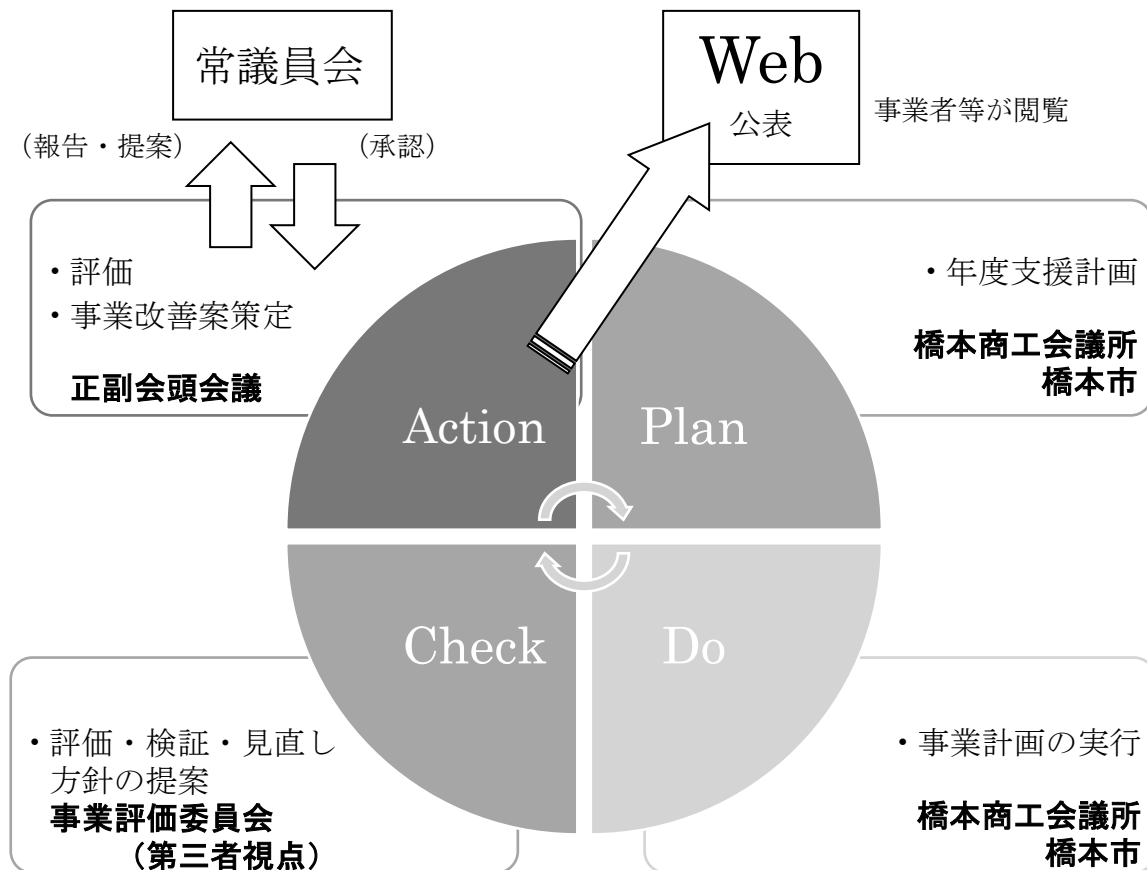 常議員会
(報告・提案)
(承認)
Web
公表
事業者等が閲覧
・評価
・事業改善案策定
正副会頭会議
・年度支援計画
橋本商工会議所
橋本市
Action
Plan
Check
Do
・評価・検証・見直し
方針の提案
事業評価委員会
(第三者視点)
・事業計画の実行
橋本商工会議所
橋本市